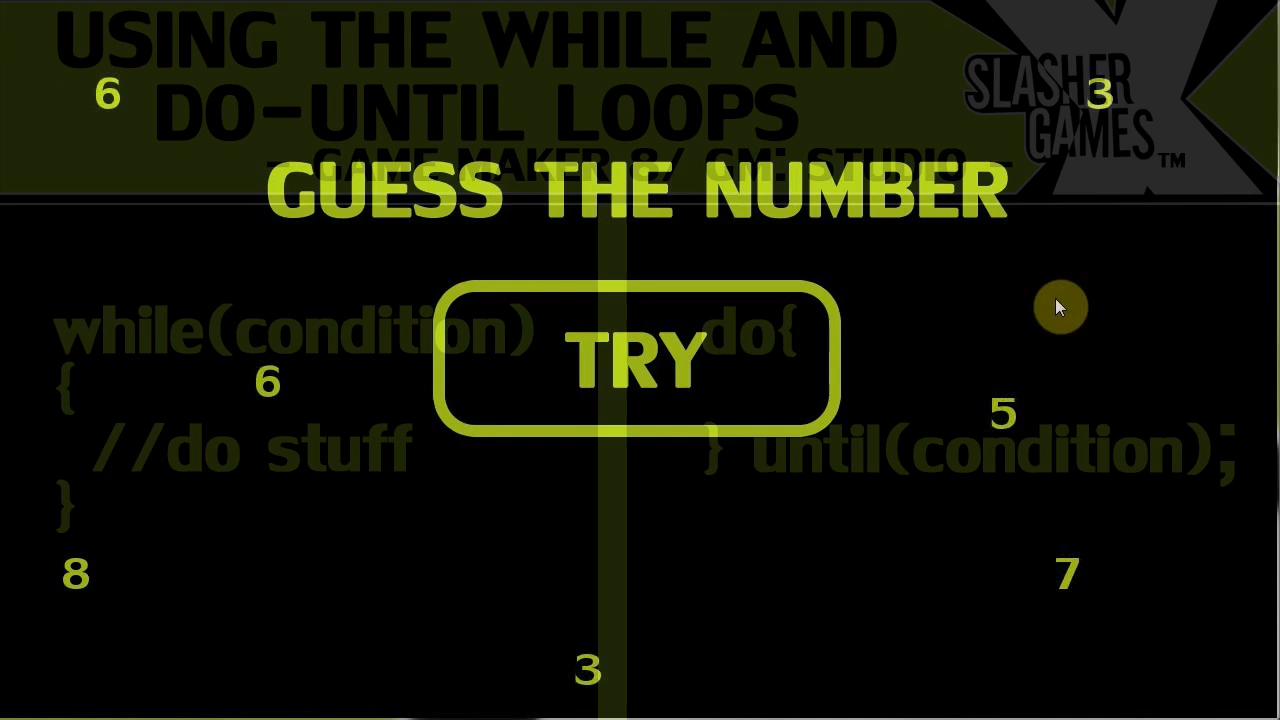 USING THE WHILE AND
DO-UNTIL LOOPS
- GAME MAKER 8/ GM: STUDIO -
SLASHER
GAMES™
6
3
GUESS THE NUMBER
TRY
while(condition)
{
//do stuff
}
do{
} until(condition);
6
5
8
7
3